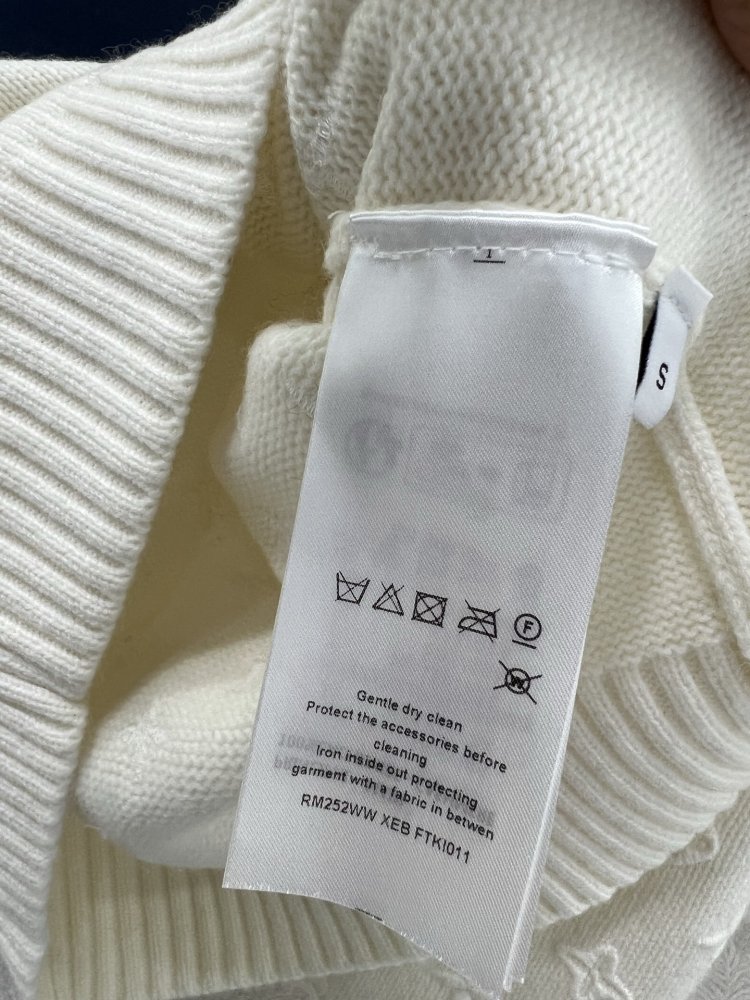 1
S
F
W
Gentle dry clean
Protect the accessories before
cleaning
Iron inside out protecting
garment with a fabric in betwen
RM252WW XEB FTKI011